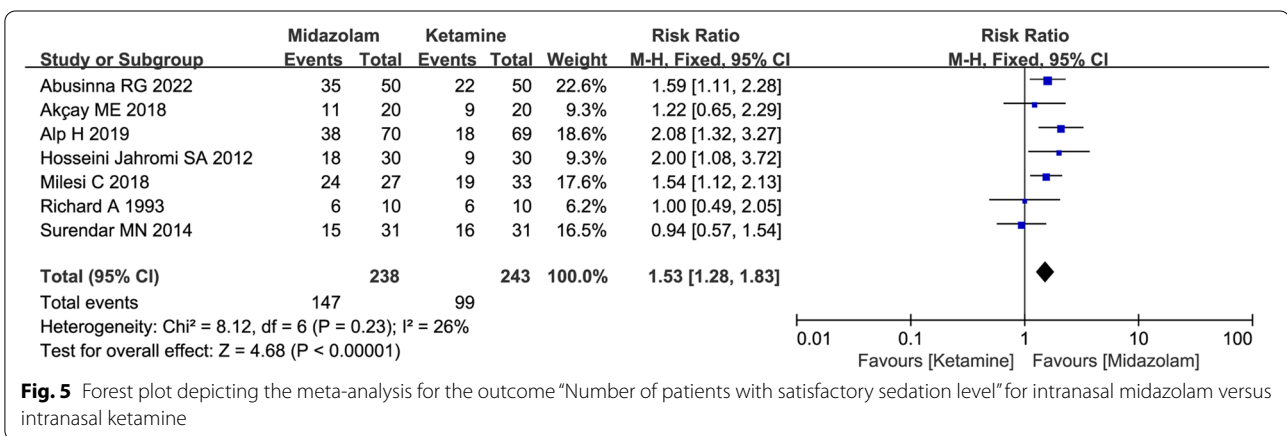 Midazolam Ketamine Risk Ratio Risk Ratio
Study or Subgroup Events Total Events Total Weight M-H, Fixed, 95% CI M-H, Fixed, 95% CI
Abusinna RG 2022 35 50 22 50 22.6% 1.59 [1.11, 2.28]
Akçay ME 2018 11 20 9 20 9.3% 1.22 [0.65, 2.29]
Alp H 2019 38 70 18 69 18.6% 2.08 [1.32, 3.27]
Hosseini Jahromi SA 2012 18 30 9 30 9.3% 2.00 [1.08, 3.72]
Milesi C 2018 24 27 19 33 17.6% 1.54 [1.12, 2.13]
Richard A 1993 6 10 6 10 6.2% 1.00 [0.49, 2.05]
Surendar MN 2014 15 31 16 31 16.5% 0.94 [0.57, 1.54]
Total (95% CI) 238 243 100.0% 1.53 [1.28, 1.83]
Total events 147 99
Heterogeneity: Chi² = 8.12, df = 6 (P = 0.23); I² = 26%
Test for overall effect: Z = 4.68 (P < 0.00001)
0.01 0.1 1 10 100
Favours [Ketamine] Favours [Midazolam]
Fig. 5 Forest plot depicting the meta-analysis for the outcome “Number of patients with satisfactory sedation level” for intranasal midazolam versus
intranasal ketamine